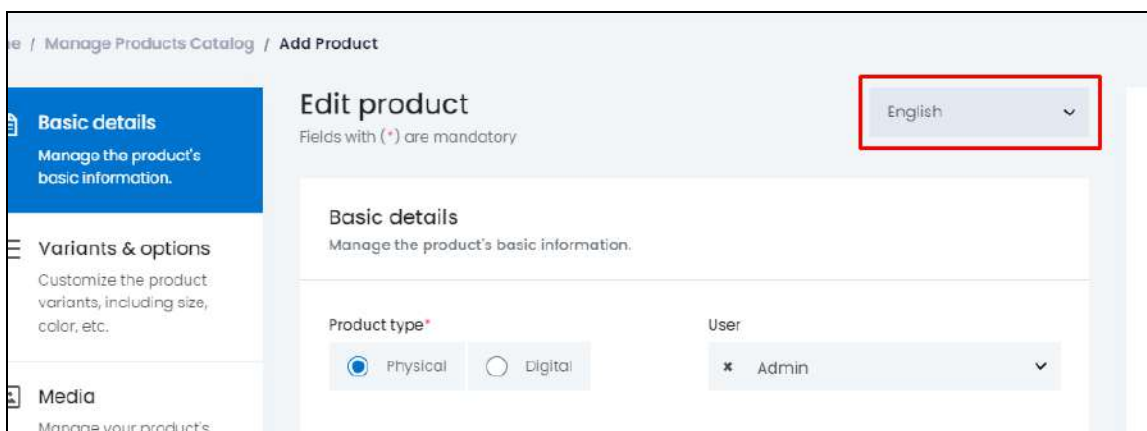 e / Manage Products Catalog / Add Product
Edit product
Fields with (*) are mandatory
English
Basic details
Manage the product's
basic information.
Variants & options
Customize the product
variants, including size,
color, etc.
Media
Manage your product's
Basic details
Manage the product's basic information.
Product type*
Physical
Digital
User
× Admin